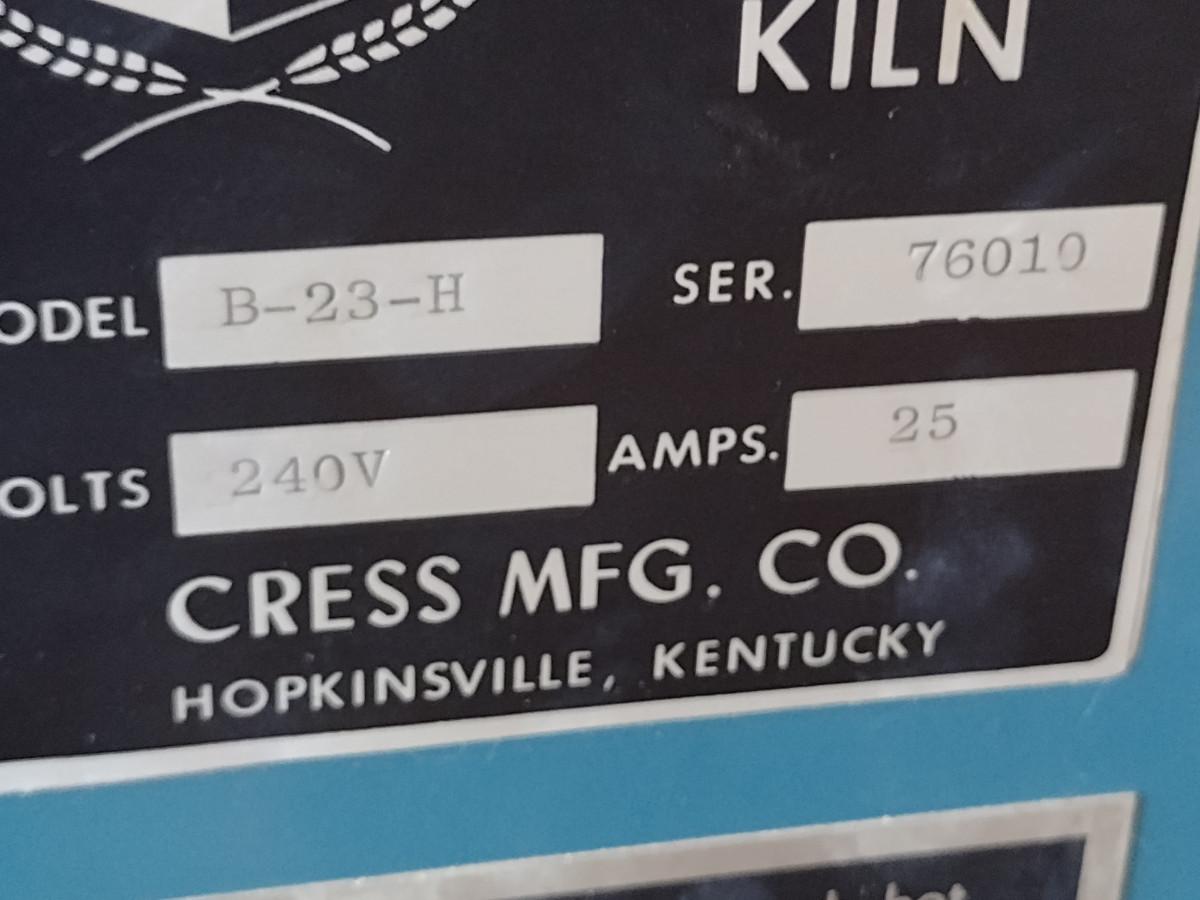 KILN
ODEL B-23-H SER. 76010
OLTS 240V AMPS. 25
CRESS MFG. CO.
HOPKINSVILLE, KENTUCKY